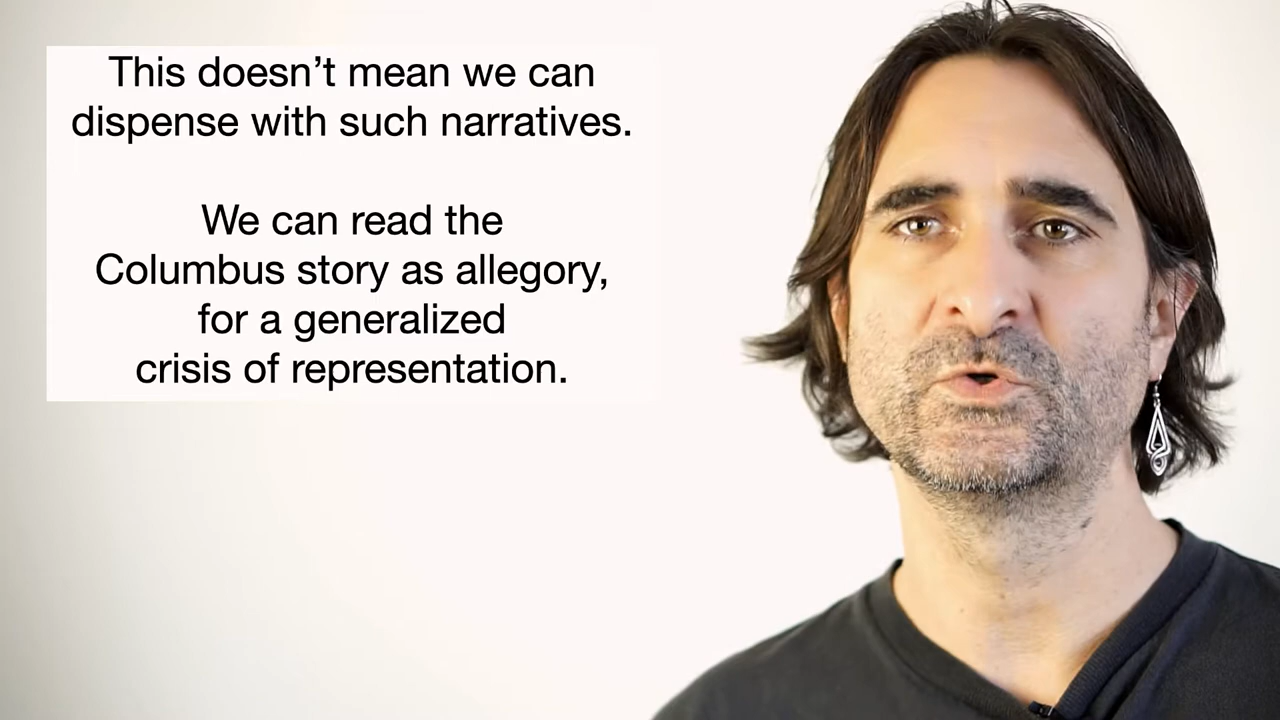 This doesn’t mean we can
dispense with such narratives.
We can read the
Columbus story as allegory,
for a generalized
crisis of representation.